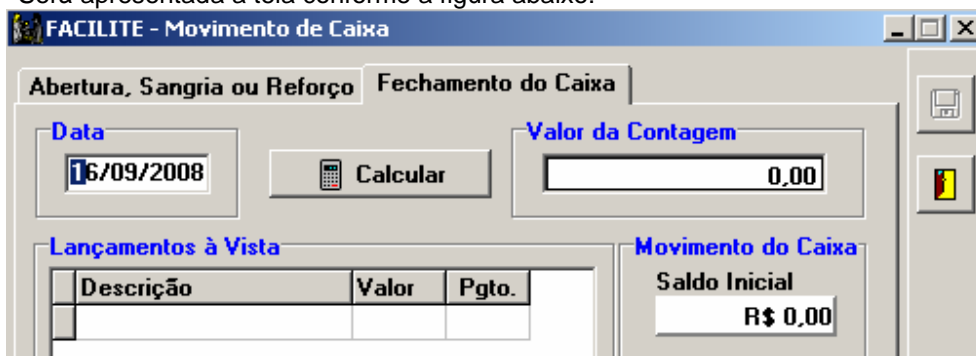 Será apresentada a tela conforme a figura abaixo:
FACILITE - Movimento de Caixa
Abertura, Sangria ou Reforço Fechamento do Caixa
Data Valor da Contagem
16/09/2008 Calcular 0,00
Lançamentos à Vista Movimento do Caixa
Descrição Valor Pgto. Saldo Inicial
R$ 0,00